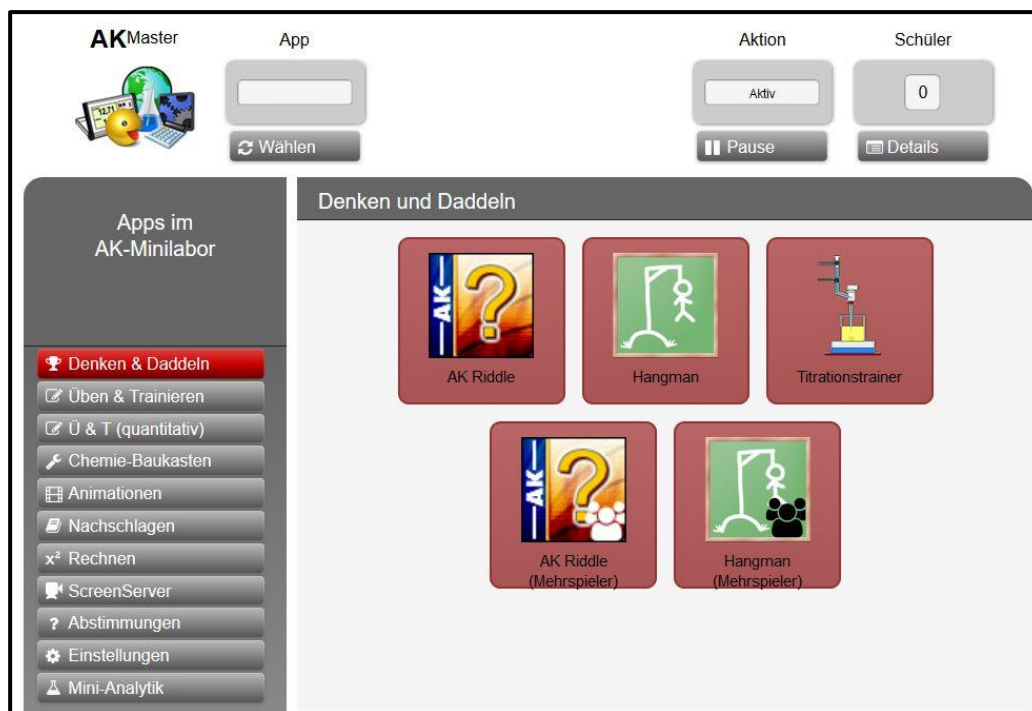 AKMaster
App
Aktion
Schüler
Aktiv
0
Wählen
Pause
Details
Apps im
AK-Minilabor
Denken & Daddeln
Üben & Trainieren
Ü & T (quantitativ)
Chemie-Baukasten
Animationen
Nachschlagen
x² Rechnen
ScreenServer
? Abstimmungen
Einstellungen
Mini-Analytik
Denken und Daddeln
AK
?
AK Riddle
Hangman
Titrationstrainer
AK
?
AK Riddle
(Mehrspieler)
Hangman
(Mehrspieler)